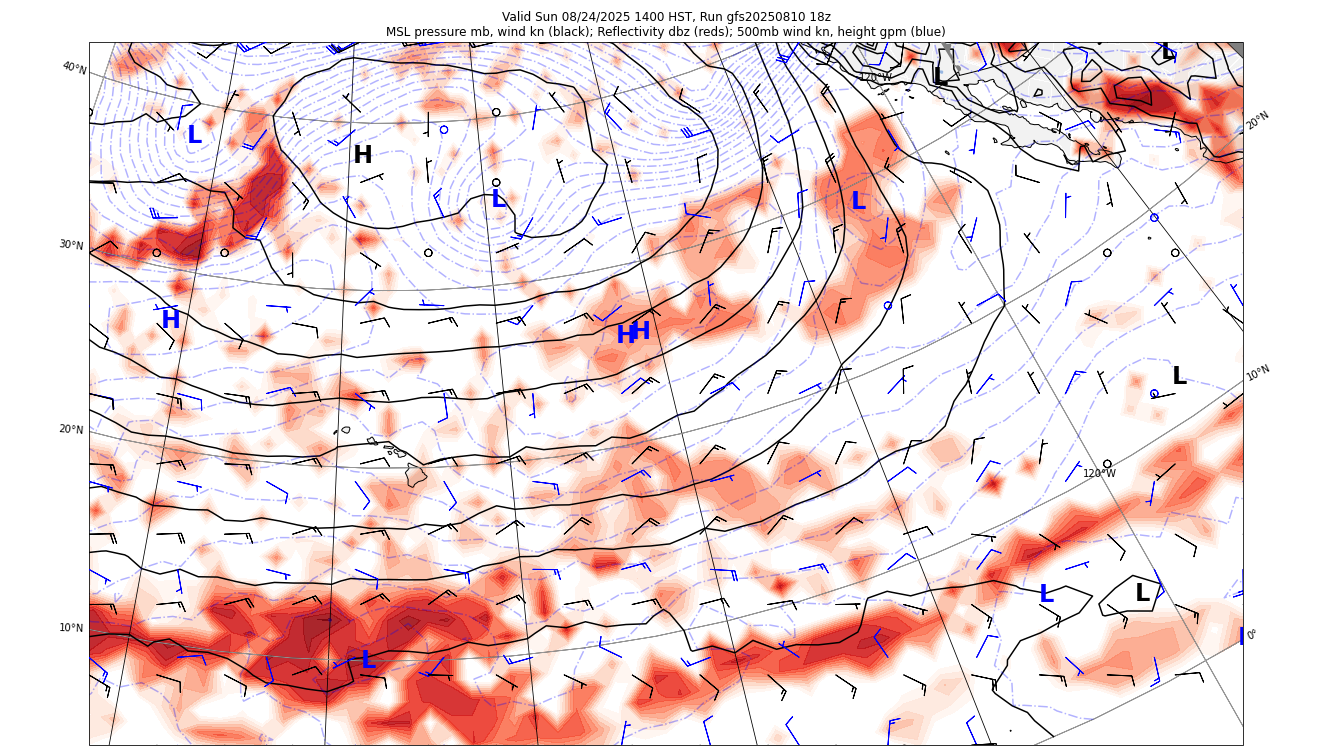 Valid Sun 08/24/2025 1400 HST, Run gfs20250810 18z
MSL pressure mb, wind kn (black); Reflectivity dbz (reds); 500mb wind kn, height gpm (blue)
L
40°N
120°W
L
20°N
L
H
L
L
30°N
H
H
H
10°N
L
20°N
120°W
L
L
10°N
0°
L